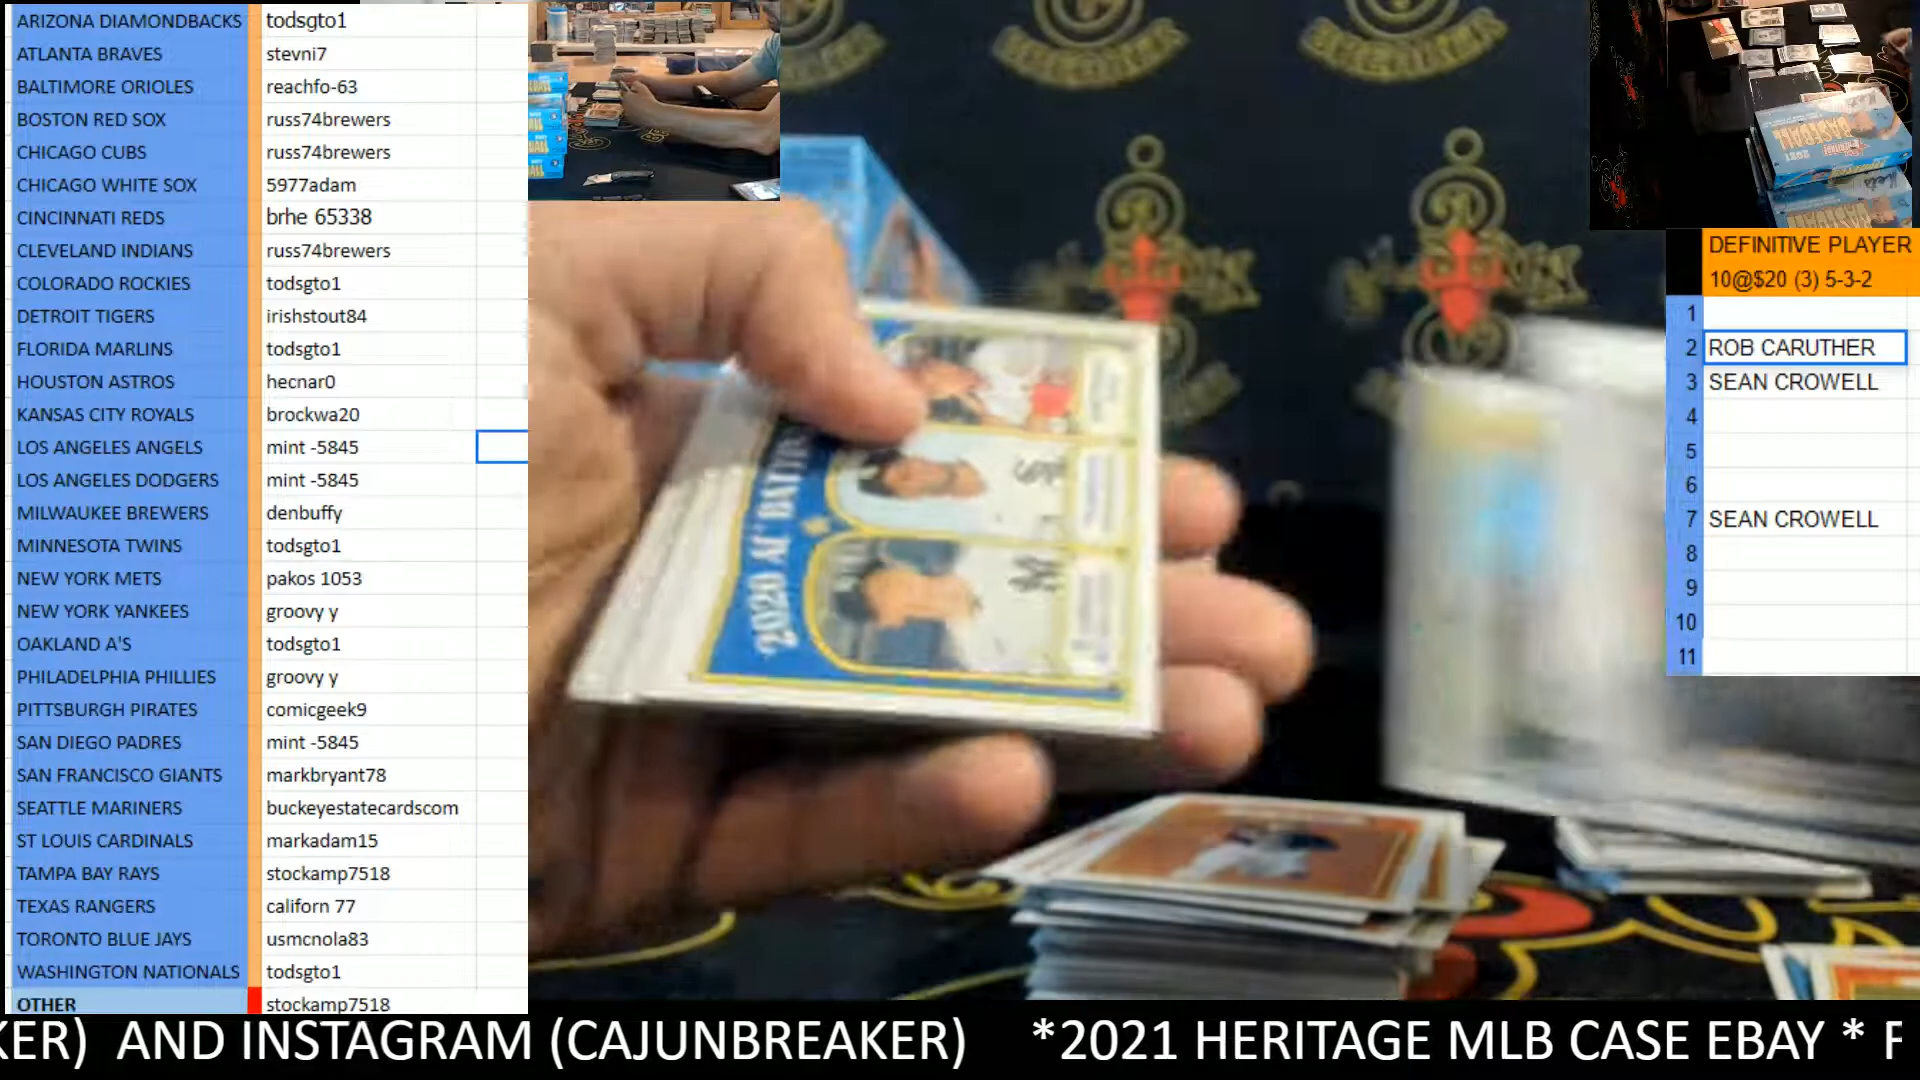 ARIZONA DIAMONDBACKS todsgto1
ATLANTA BRAVES stevni7
BALTIMORE ORIOLES reachfo-63
BOSTON RED SOX russ74brewers
CHICAGO CUBS russ74brewers
CHICAGO WHITE SOX 5977adam
CINCINNATI REDS brhe 65338
CLEVELAND INDIANS russ74brewers
COLORADO ROCKIES todsgto1
DETROIT TIGERS irishstout84
FLORIDA MARLINS todsgto1
HOUSTON ASTROS hecnar0
KANSAS CITY ROYALS brockwa20
LOS ANGELES ANGELS mint -5845
LOS ANGELES DODGERS mint -5845
MILWAUKEE BREWERS denbuffy
MINNESOTA TWINS todsgto1
NEW YORK METS pakos 1053
NEW YORK YANKEES groovy y
OAKLAND A'S todsgto1
PHILADELPHIA PHILLIES groovy y
PITTSBURGH PIRATES comicgeek9
SAN DIEGO PADRES mint -5845
SAN FRANCISCO GIANTS markbryant78
SEATTLE MARINERS buckeyestatecardscom
ST LOUIS CARDINALS markadam15
TAMPA BAY RAYS stockamp7518
TEXAS RANGERS californ 77
TORONTO BLUE JAYS usmcnola83
WASHINGTON NATIONALS todsgto1
OTHER stockamp7518
2020 AL BATTING
2021
BASEBALL
DEFINITIVE PLAYER
10@$20 (3) 5-3-2
1
2 ROB CARUTHER
3 SEAN CROWELL
4
5
6
7 SEAN CROWELL
8
9
10
11
KER) AND INSTAGRAM (CAJUNBREAKER) *2021 HERITAGE MLB CASE EBAY * F